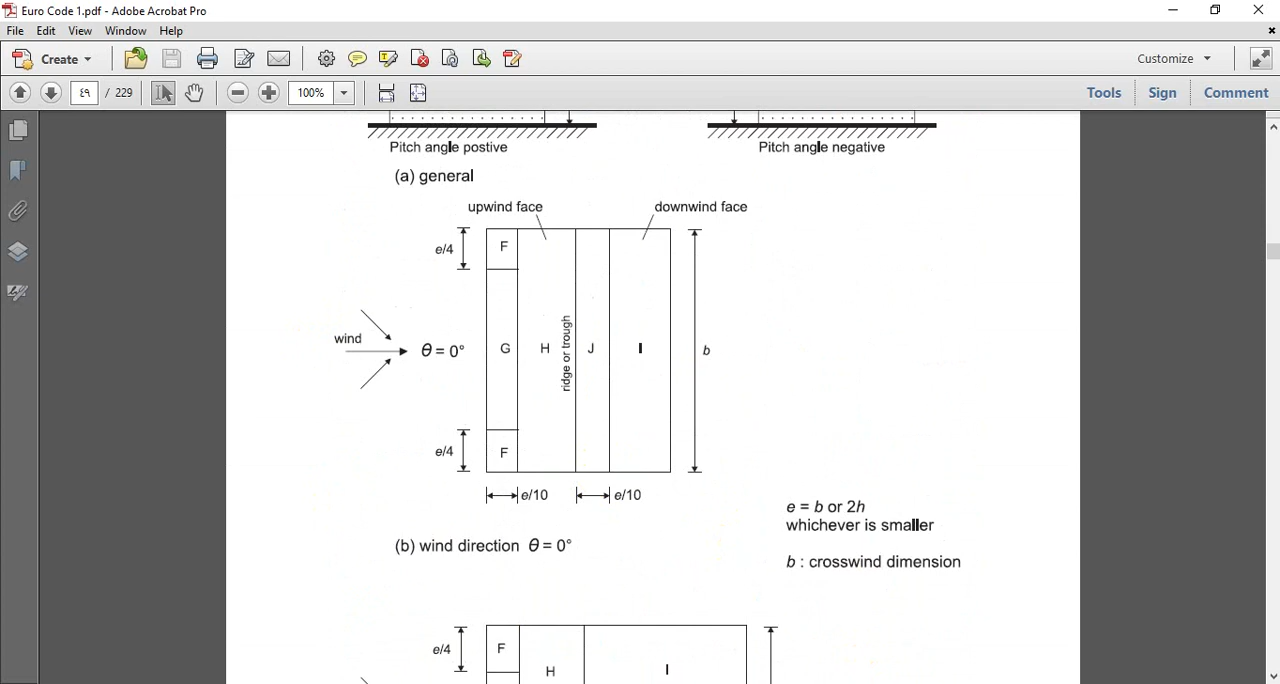 Euro Code 1.pdf - Adobe Acrobat Pro
File Edit View Window Help
Create Customize
٤٩ / 229 100% Tools Sign Comment
Pitch angle postive Pitch angle negative
(a) general
upwind face downwind face
e/4 F
wind θ = 0° G H ridge or trough J I b
e/4 F
e/10 e/10
e = b or 2h
whichever is smaller
(b) wind direction θ = 0°
b : crosswind dimension
e/4 F
H I